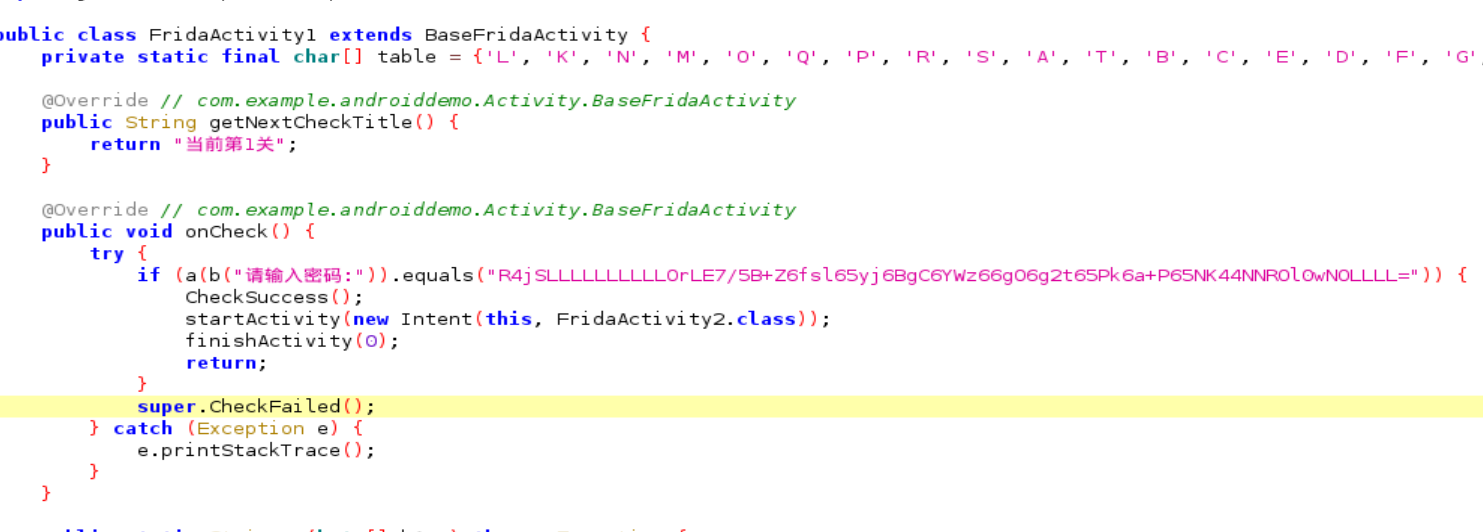 public class FridaActivity1 extends BaseFridaActivity {
private static final char[] table = {'L', 'K', 'N', 'M', 'O', 'Q', 'P', 'R', 'S', 'A', 'T', 'B', 'C', 'E', 'D', 'F', 'G',
@Override // com.example.androiddemo.Activity.BaseFridaActivity
public String getNextCheckTitle() {
return "当前第1关";
}
@Override // com.example.androiddemo.Activity.BaseFridaActivity
public void onCheck() {
try {
if (a(b("请输入密码:")).equals("R4jSLLLLLLLLLLOrLE7/5B+Z6fsl65yj6BgC6YWz66gO6g2t65Pk6a+P65NK44NNROl0wNOLLLL=")) {
CheckSuccess();
startActivity(new Intent(this, FridaActivity2.class));
finishActivity(0);
return;
}
super.CheckFailed();
} catch (Exception e) {
e.printStackTrace();
}
}